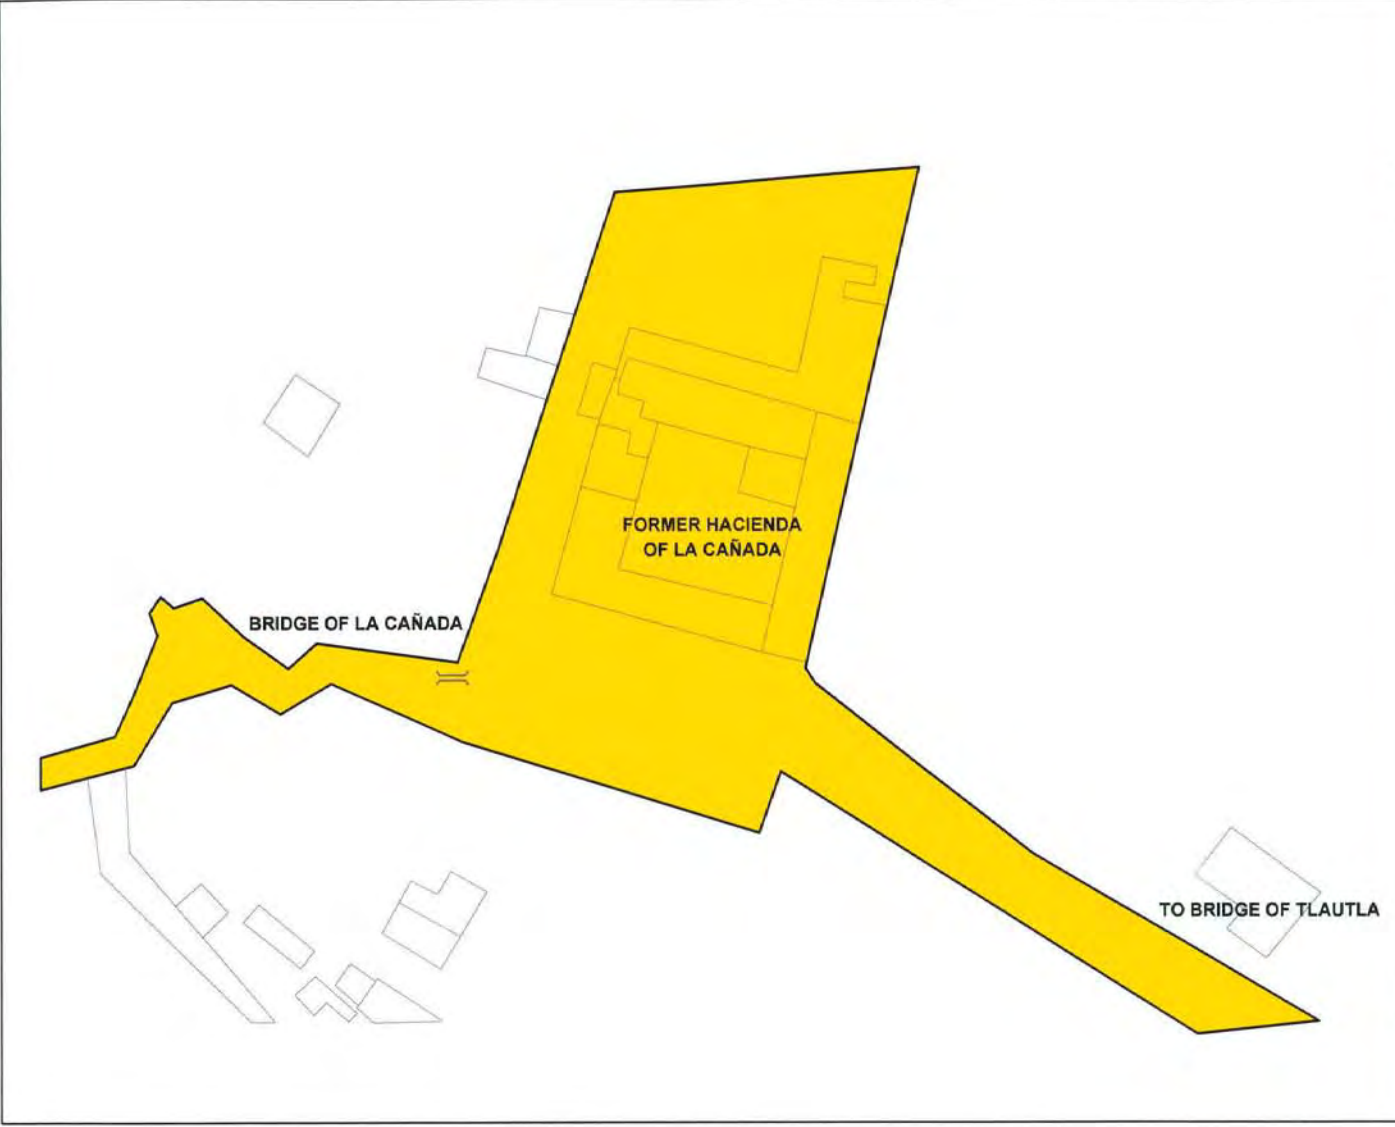 FORMER HACIENDA
OF LA CAÑADA
BRIDGE OF LA CAÑADA
TO BRIDGE OF TLAUTLA